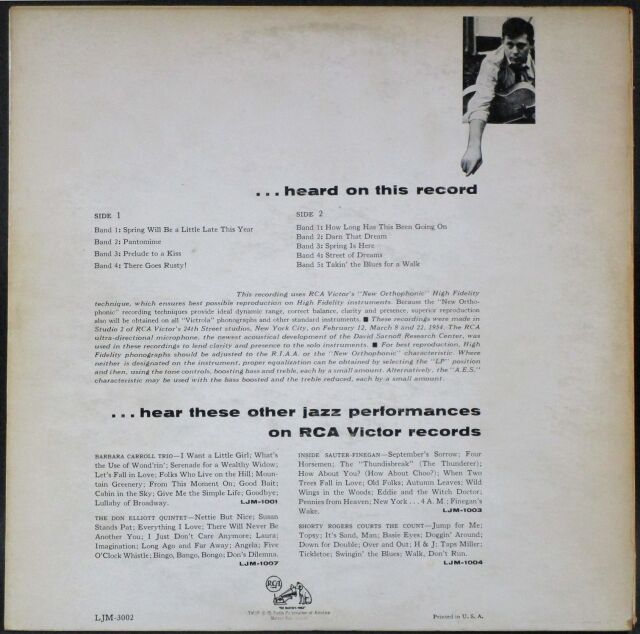 ...heard on this record
SIDE 1
Band 1: Spring Will Be a Little Late This Year
Band 2: Pantomime
Band 3: Prelude to a Kiss
Band 4: There Goes Rusty!
SIDE 2
Band 1: How Long Has This Been Going On
Band 2: Darn That Dream
Band 3: Spring Is Here
Band 4: Street of Dreams
Band 5: Takin' the Blues for a Walk
This recording uses RCA Victor's "New Orthophonic" High Fidelity
technique, which ensures best possible reproduction on High Fidelity instruments. Because the "New Ortho-
phonic" recording techniques provide ideal dynamic range, correct balance, clarity and presence, superior reproduction
also will be obtained on all "Victrola" phonographs and other standard instruments. ■ These recordings were made in
Studio 2 of RCA Victor's 24th Street studios, New York City, on February 12, March 8 and 22, 1954. The RCA
ultra-directional microphone, the newest acoustical development of the David Sarnoff Research Center, was
used in these recordings to lend clarity and presence to the solo instruments. ■ For best reproduction, High
Fidelity phonographs should be adjusted to the R.I.A.A. or the "New Orthophonic" characteristic. Where
neither is designated on the instrument, proper equalization can be obtained by selecting the "LP" position
and then, using the tone controls, boosting bass and treble, each by a small amount. Alternatively, the "A.E.S."
characteristic may be used with the bass boosted and the treble reduced, each by a small amount.
...hear these other jazz performances
on RCA Victor records
BARBARA CARROLL TRIO—I Want a Little Girl; What's
the Use of Wond'rin'; Serenade for a Wealthy Widow;
Let's Fall in Love; Folks Who Live on the Hill; Moun-
tain Greenery; From This Moment On; Good Bait;
Cabin in the Sky; Give Me the Simple Life; Goodbye;
Lullaby of Broadway. LJM-1001
THE DON ELLIOTT QUINTET—Nettie But Nice; Susan
Stands Pat; Everything I Love; There Will Never Be
Another You; I Just Don't Care Anymore; Laura;
Imagination; Long Ago and Far Away; Angela; Five
O'Clock Whistle; Bingo, Bango, Bongo; Don's Dilemma.
LJM-1007
INSIDE SAUTER-FINEGAN—September's Sorrow; Four
Horsemen; The "Thundisbreak" (The Thunderer);
How About You? (How About Choo?); When Two
Trees Fall in Love; Old Folks; Autumn Leaves; Wild
Wings in the Woods; Eddie and the Witch Doctor;
Pennies from Heaven; New York . . . 4 A.M.; Finegan's
Wake. LJM-1003
SHORTY ROGERS COURTS THE COUNT—Jump for Me;
Topsy; It's Sand, Man; Basie Eyes; Doggin' Around;
Down for Double; Over and Out; H & J; Taps Miller;
Tickletoe; Swingin' the Blues; Walk, Don't Run.
LJM-1004
RCA
"HIS MASTER'S VOICE"
LJM-3002
Printed in U. S. A.